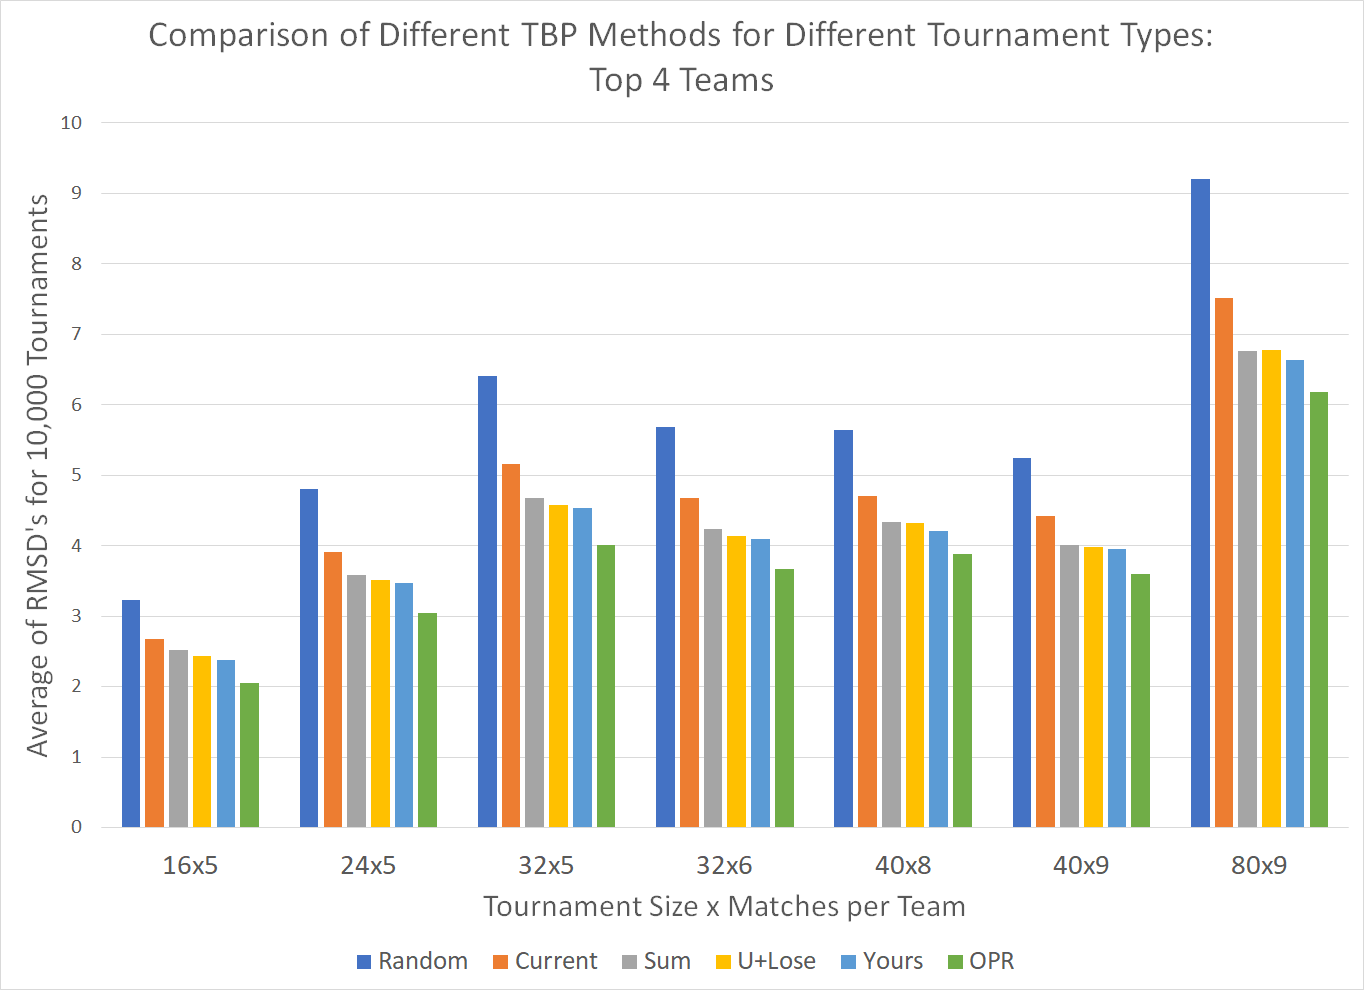 Comparison of Different TBP Methods for Different Tournament Types:
Top 4 Teams
Average of RMSD's for 10,000 Tournaments
10
9
8
7
6
5
4
3
2
1
0
16x5 24x5 32x5 32x6 40x8 40x9 80x9
Tournament Size x Matches per Team
Random Current Sum U+Lose Yours OPR